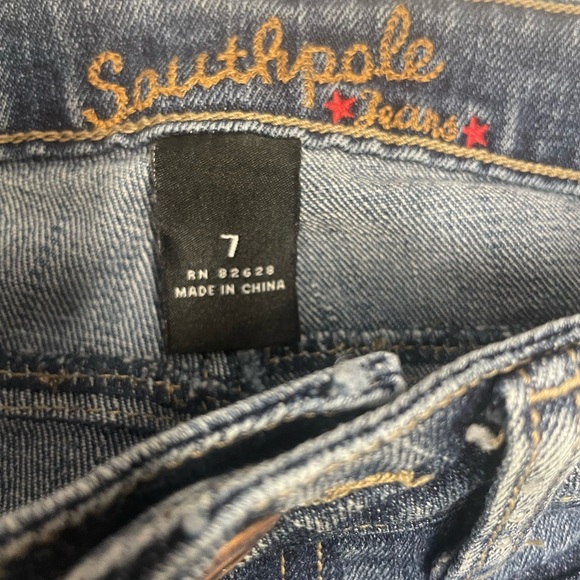 Southpole
Jeans
7
RN 82628
MADE IN CHINA